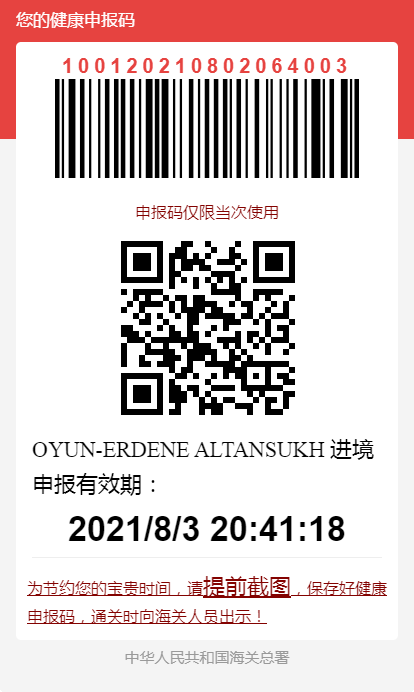 您的健康申报码
100120210802064003
申报码仅限当次使用
OYUN-ERDENE ALTANSUKH 进境
申报有效期：
2021/8/3 20:41:18
为节约您的宝贵时间，请提前截图，保存好健康
申报码，通关时向海关人员出示！
中华人民共和国海关总署